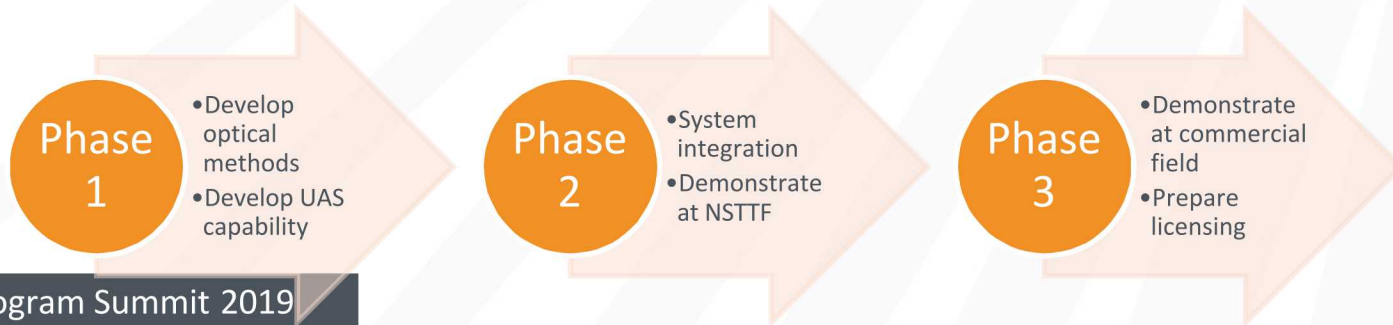 Phase
1
•Develop
optical
methods
•Develop UAS
capability
Phase
2
•System
integration
•Demonstrate
at NSTTF
Phase
3
•Demonstrate
at commercial
field
•Prepare
licensing
Summit 2019